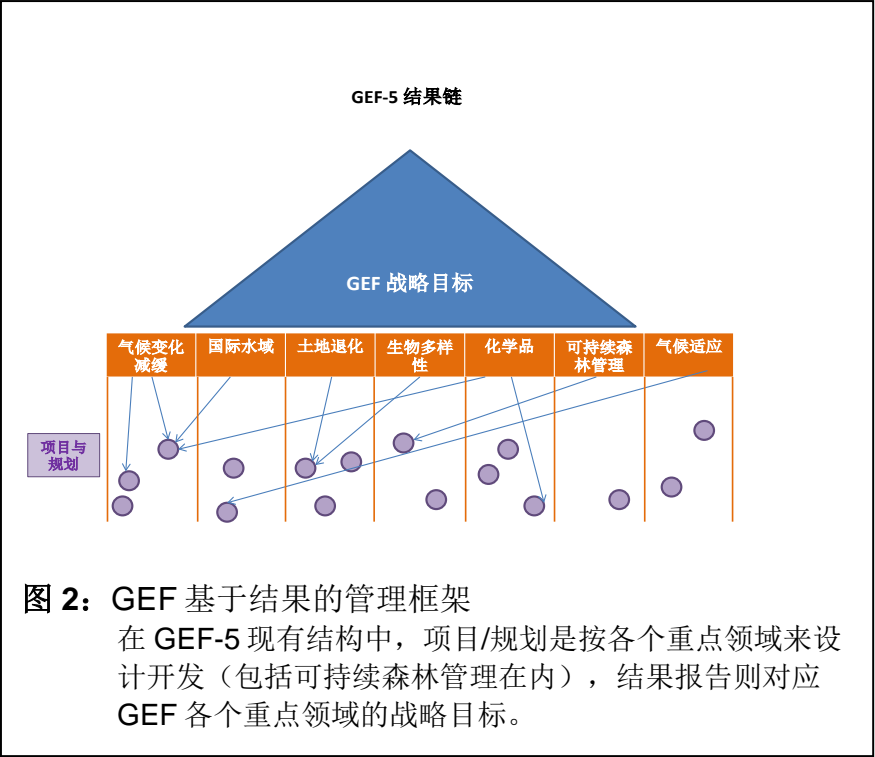 GEF-5 结果链
GEF 战略目标
气候变化
减缓
国际水域
土地退化
生物多样
性
化学品
可持续森
林管理
气候适应
项目与
规划
图 2：GEF 基于结果的管理框架
在 GEF-5 现有结构中，项目/规划是按各个重点领域来设
计开发（包括可持续森林管理在内），结果报告则对应
GEF 各个重点领域的战略目标。